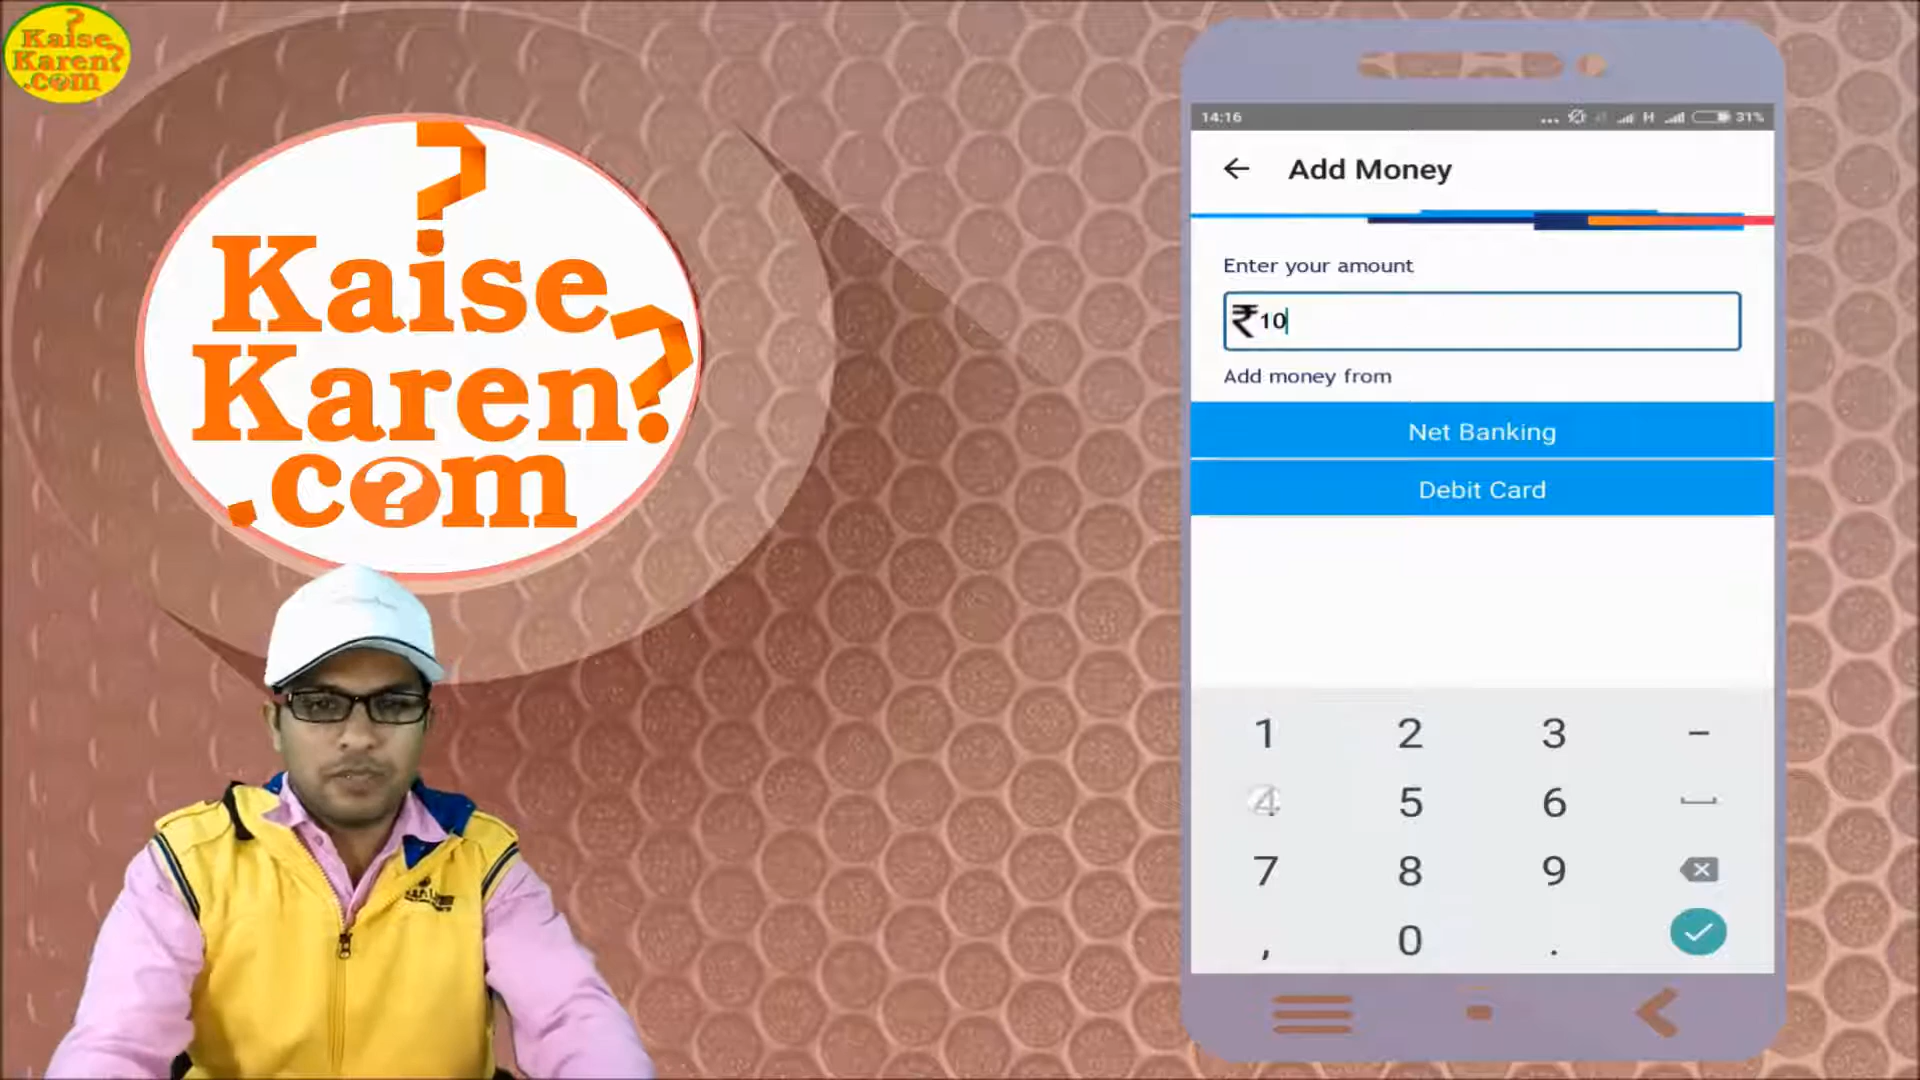 Kaise
Karen?
.com
?
Kaise
Karen?
.c?m
14:16
... H 31%
Add Money
Enter your amount
₹10
Add money from
Net Banking
Debit Card
1 2 3 –
4 5 6
7 8 9
, 0 .